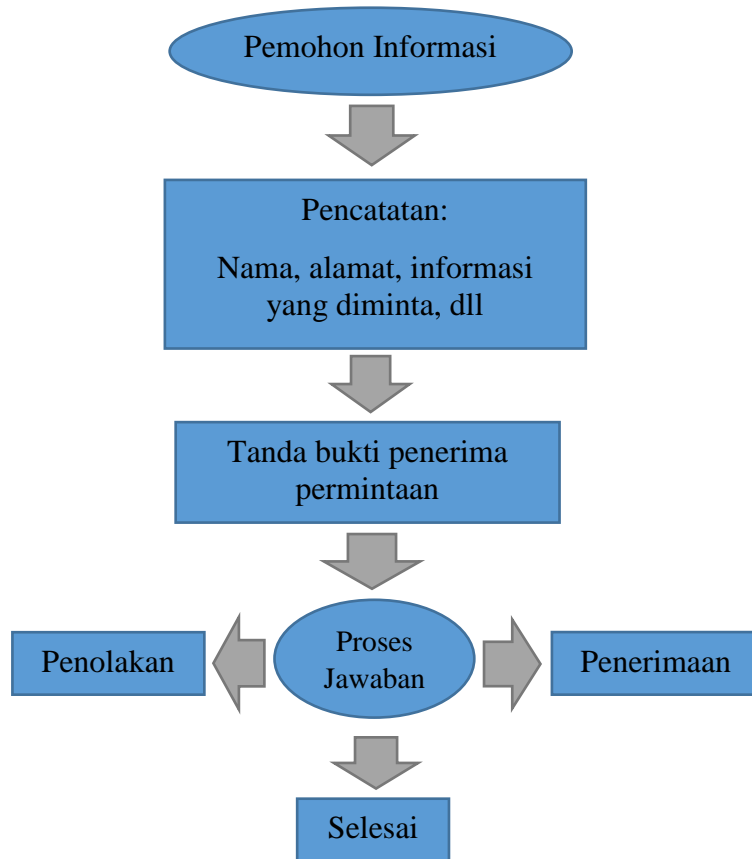 Pemohon Informasi
Pencatatan:
Nama, alamat, informasi
yang diminta, dll
Tanda bukti penerima
permintaan
Penolakan
Proses
Jawaban
Penerimaan
Selesai